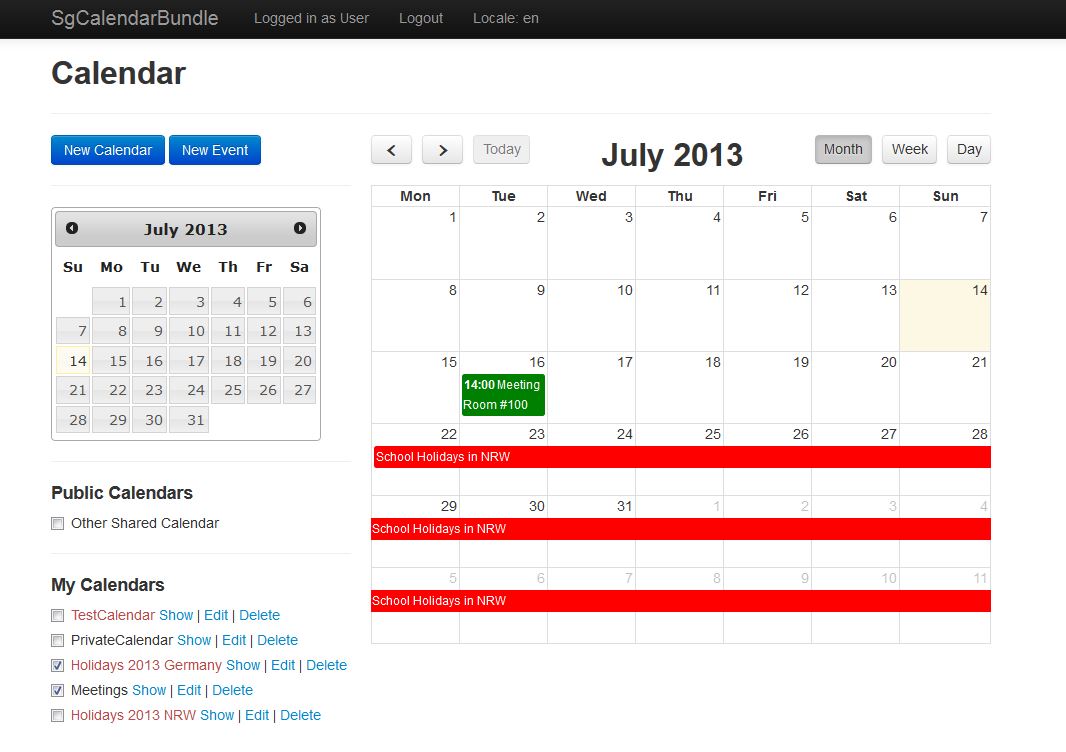 SgCalendarBundle Logged in as User Logout Locale: en
Calendar
New Calendar New Event
July 2013
Su Mo Tu We Th Fr Sa
1 2 3 4 5 6
7 8 9 10 11 12 13
14 15 16 17 18 19 20
21 22 23 24 25 26 27
28 29 30 31
Public Calendars
Other Shared Calendar
My Calendars
TestCalendar Show | Edit | Delete
PrivateCalendar Show | Edit | Delete
Holidays 2013 Germany Show | Edit | Delete
Meetings Show | Edit | Delete
Holidays 2013 NRW Show | Edit | Delete
< > Today July 2013 Month Week Day
Mon Tue Wed Thu Fri Sat Sun
1 2 3 4 5 6 7
8 9 10 11 12 13 14
15 16 17 18 19 20 21
14:00 Meeting
Room #100
22 23 24 25 26 27 28
School Holidays in NRW
29 30 31 1 2 3 4
School Holidays in NRW
5 6 7 8 9 10 11
School Holidays in NRW